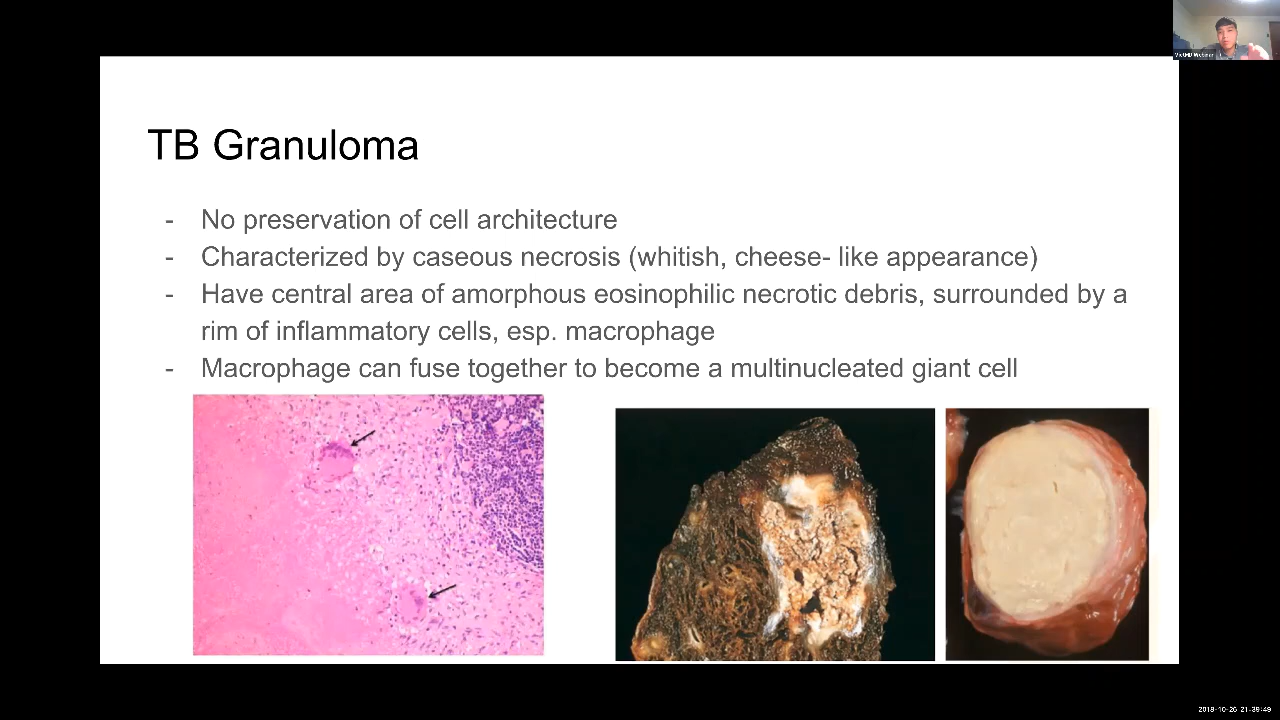 VietMD Webinar
TB Granuloma
- No preservation of cell architecture
- Characterized by caseous necrosis (whitish, cheese- like appearance)
- Have central area of amorphous eosinophilic necrotic debris, surrounded by a
rim of inflammatory cells, esp. macrophage
- Macrophage can fuse together to become a multinucleated giant cell
2018-10-26 21:39:49